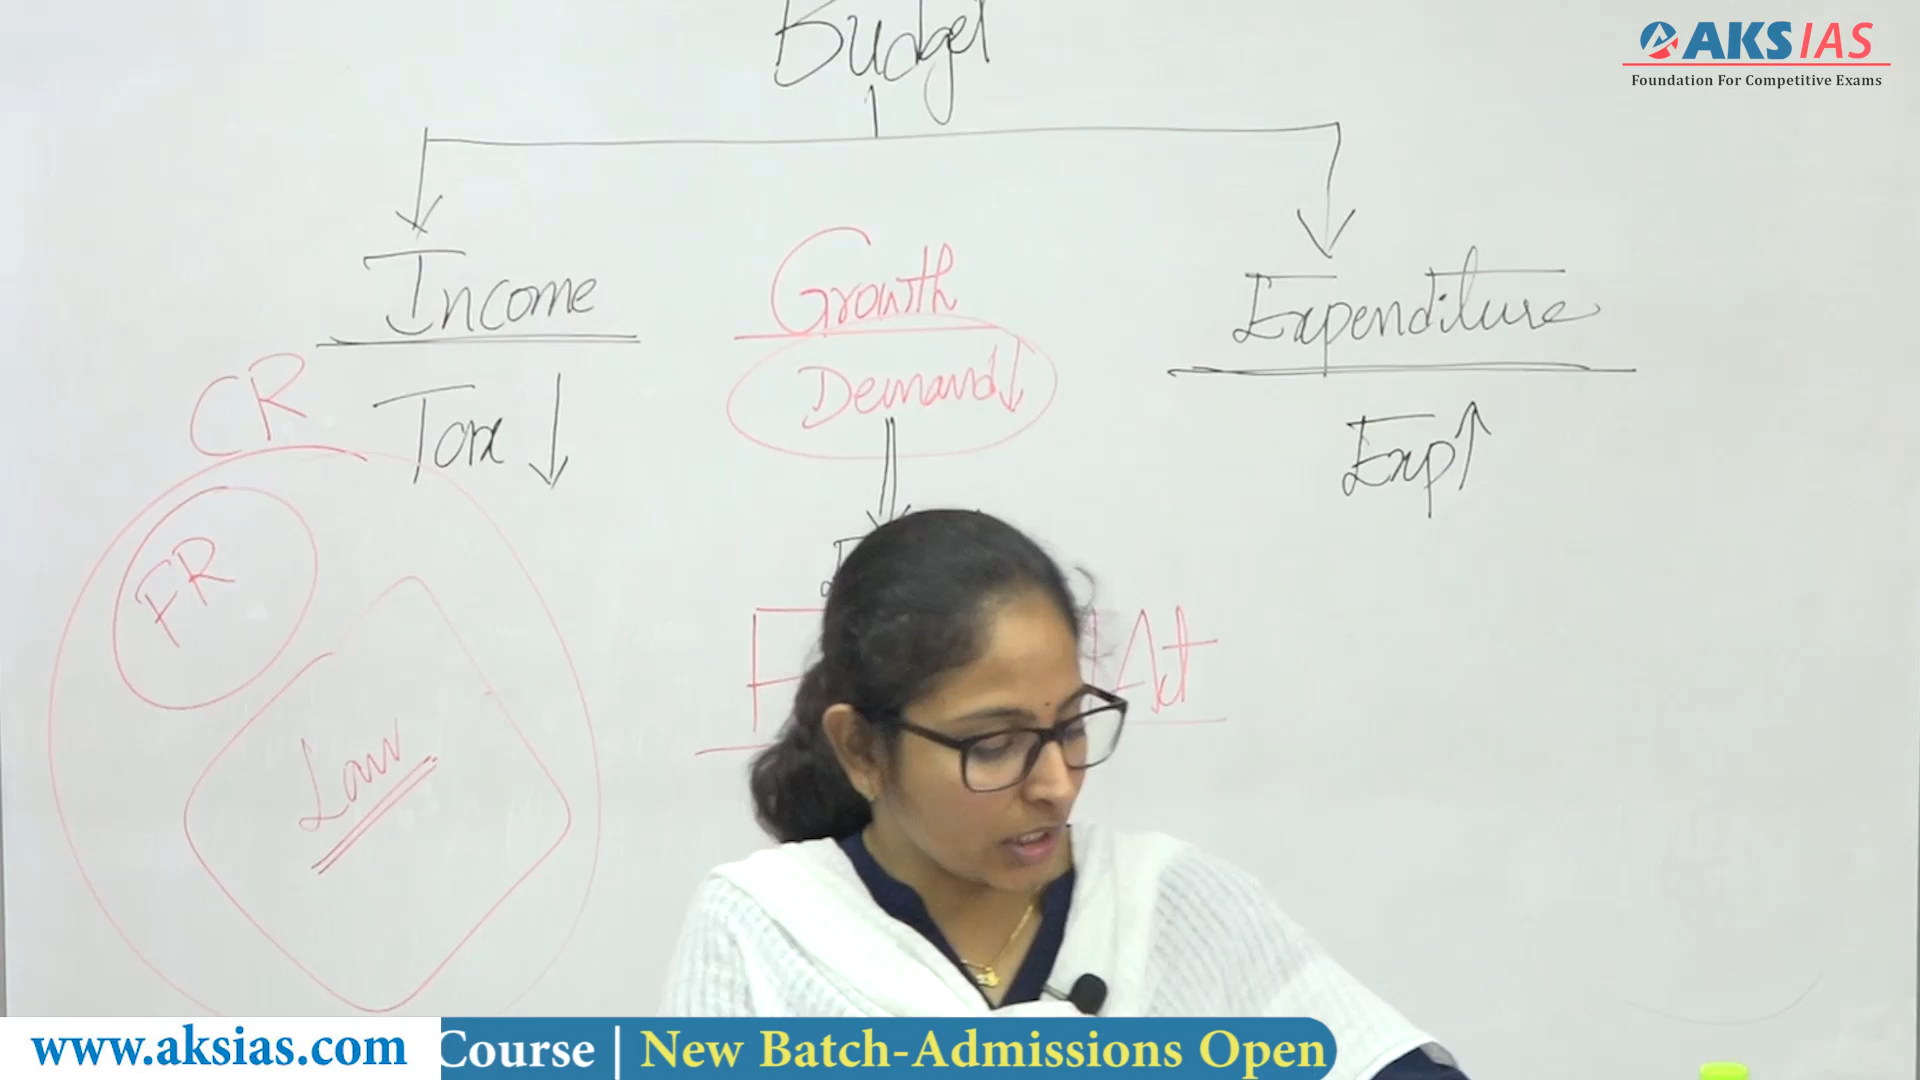 Budget
AKS IAS
Foundation For Competitive Exams
Income
Growth
Expenditure
CR
Tax ↓
Demand ↓
Exp ↑
FR
Act
Law
www.aksias.com
Course | New Batch-Admissions Open